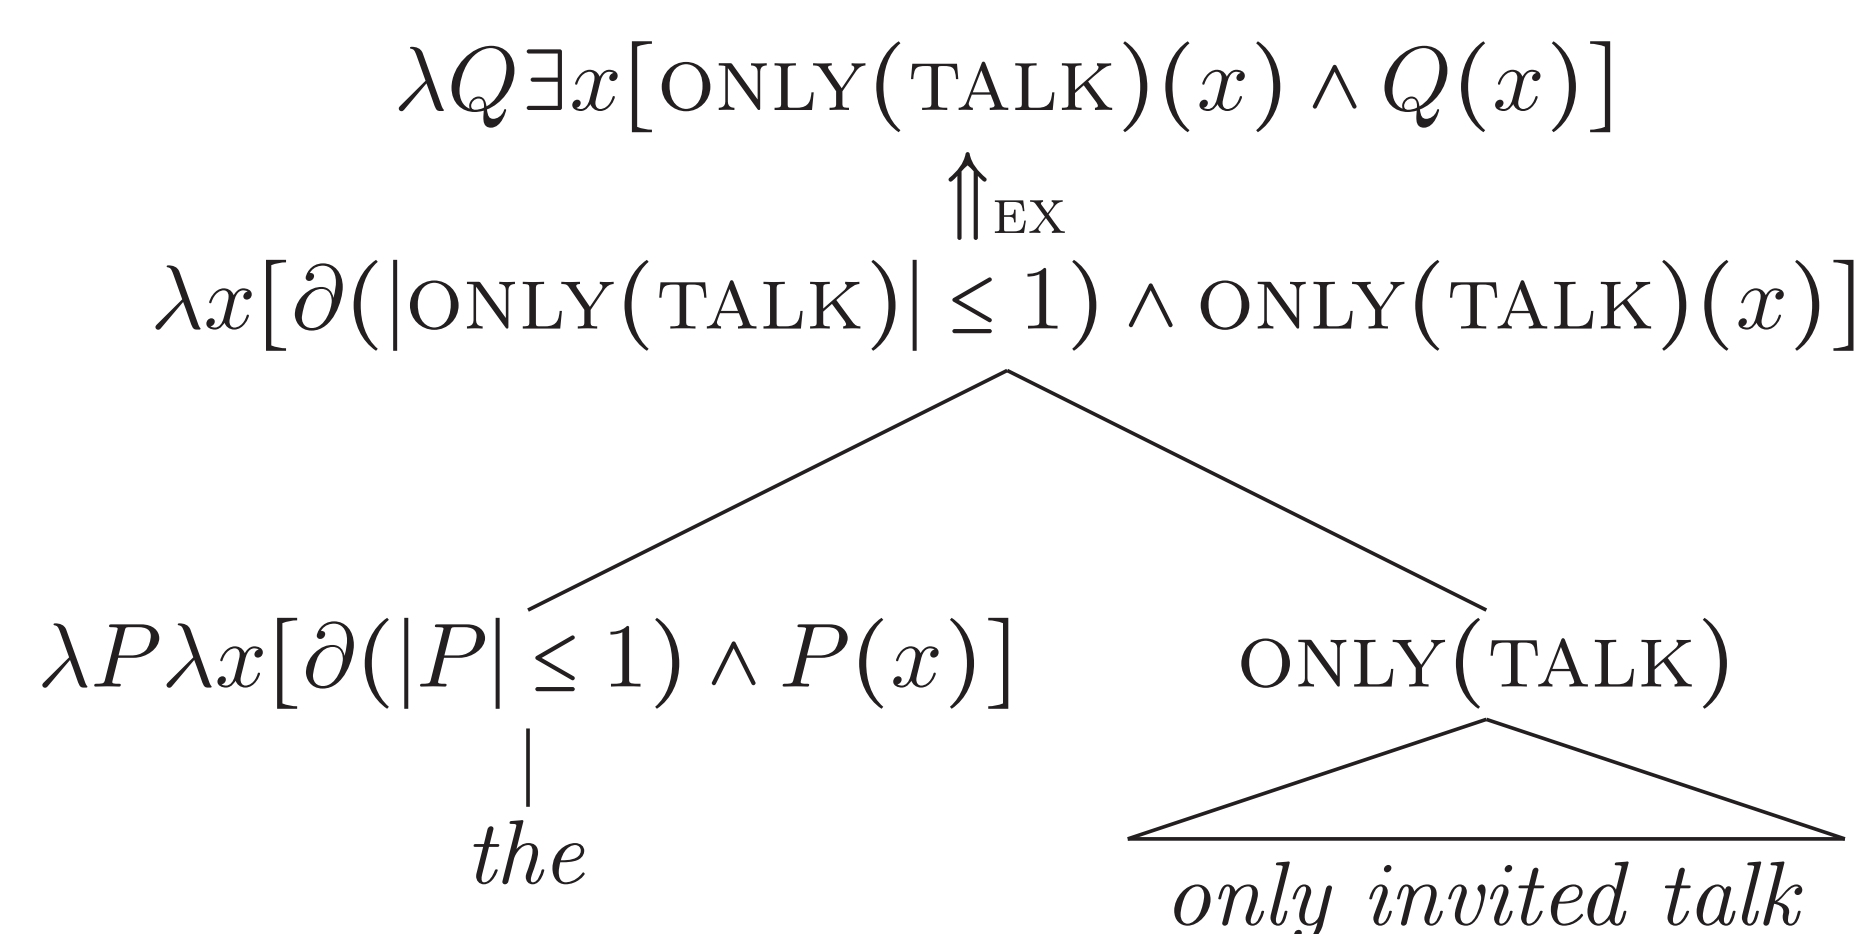 λQ∃x[ONLY(TALK)(x) ∧ Q(x)]
⇑EX
λx[∂(|ONLY(TALK)| ≤ 1) ∧ ONLY(TALK)(x)]
λPλx[∂(|P| ≤ 1) ∧ P(x)] ONLY(TALK)
the
only invited talk